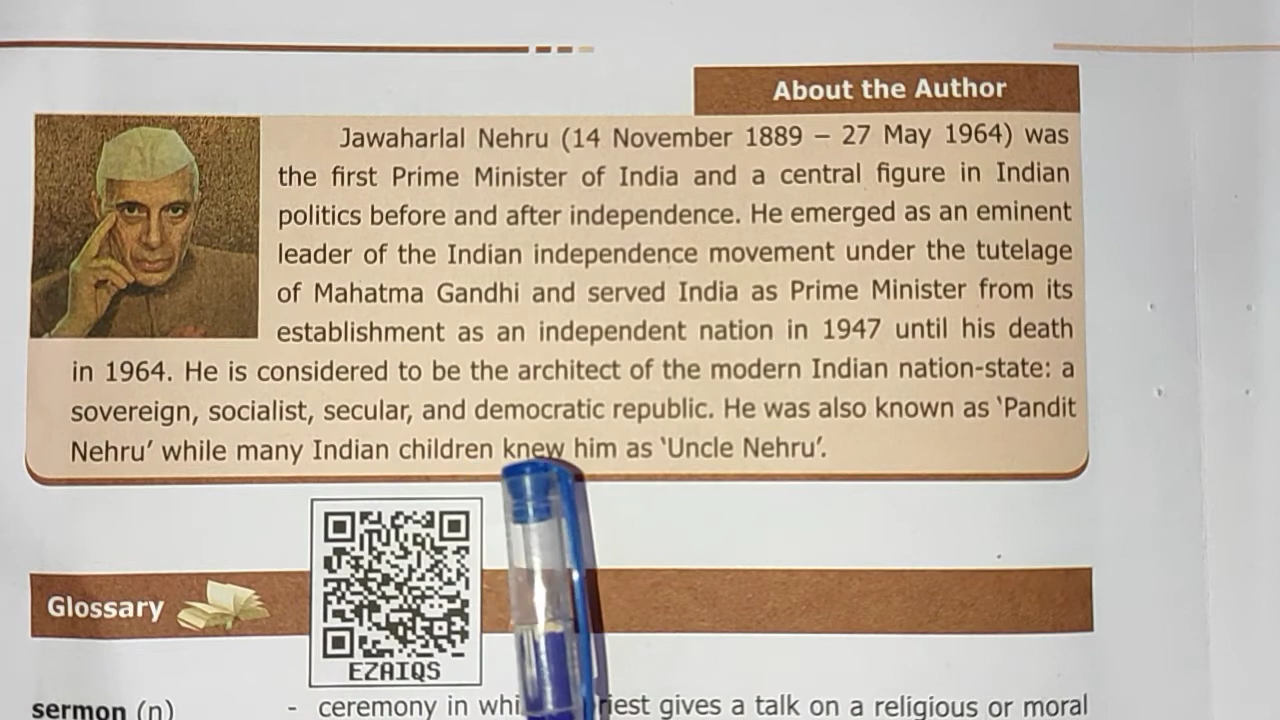 About the Author
Jawaharlal Nehru (14 November 1889 – 27 May 1964) was
the first Prime Minister of India and a central figure in Indian
politics before and after independence. He emerged as an eminent
leader of the Indian independence movement under the tutelage
of Mahatma Gandhi and served India as Prime Minister from its
establishment as an independent nation in 1947 until his death
in 1964. He is considered to be the architect of the modern Indian nation-state: a
sovereign, socialist, secular, and democratic republic. He was also known as ‘Pandit
Nehru’ while many Indian children knew him as ‘Uncle Nehru’.
Glossary
EZAIQS
sermon (n) - ceremony in gives a talk on a religious or moral